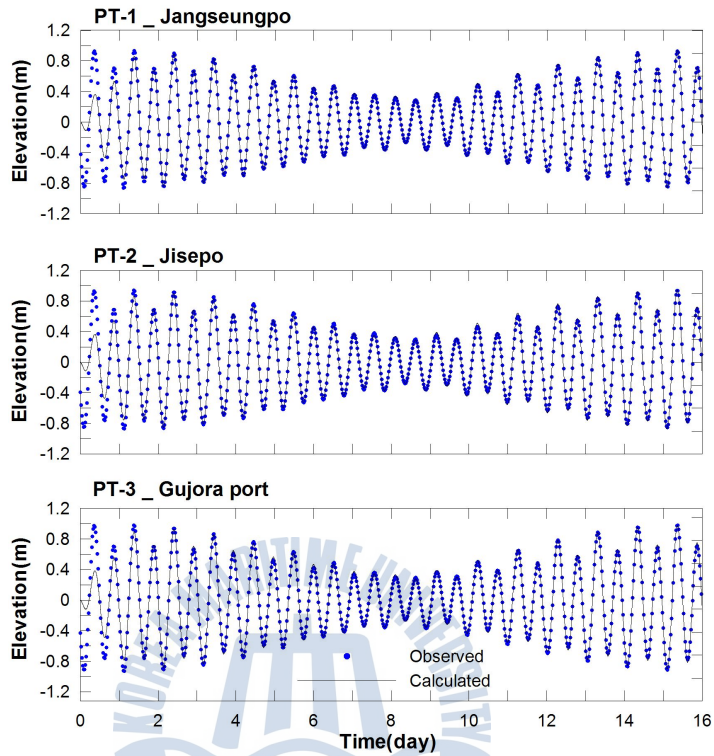 PT-1 _ Jangseungpo
1.2
0.8
0.4
0
-0.4
-0.8
-1.2
Elevation(m)
PT-2 _ Jisepo
1.2
0.8
0.4
0
-0.4
-0.8
-1.2
Elevation(m)
PT-3 _ Gujora port
1.2
0.8
0.4
0
-0.4
-0.8
-1.2
Elevation(m)
KOREA MARITIME UNIVERSITY
Observed
Calculated
0 2 4 6 8 10 12 14 16
Time(day)